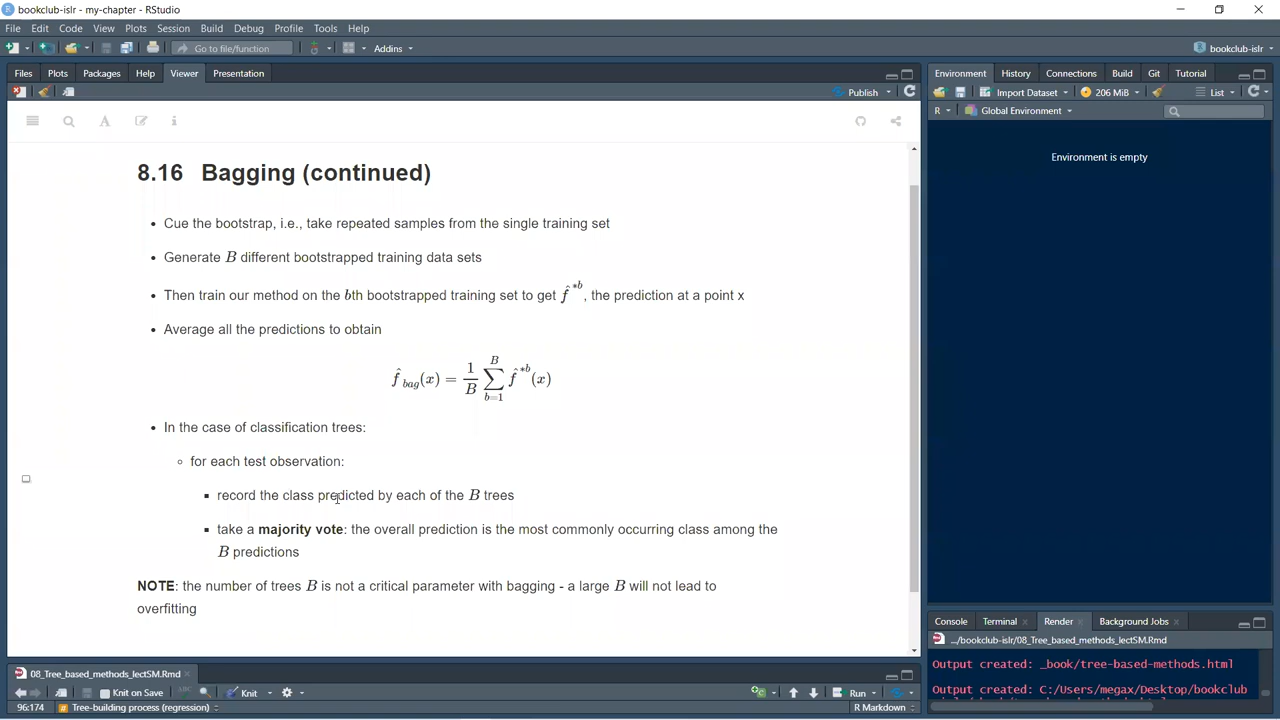 bookclub-islr - my-chapter - RStudio
File Edit Code View Plots Session Build Debug Profile Tools Help
Go to file/function Addins bookclub-islr
Files Plots Packages Help Viewer Presentation
Publish
8.16 Bagging (continued)
• Cue the bootstrap, i.e., take repeated samples from the single training set
• Generate B different bootstrapped training data sets
• Then train our method on the bth bootstrapped training set to get f̂*b, the prediction at a point x
• Average all the predictions to obtain
f̂bag(x) = 1/B ∑_{b=1}^{B} f̂*b(x)
• In the case of classification trees:
◦ for each test observation:
▪ record the class predicted by each of the B trees
▪ take a majority vote: the overall prediction is the most commonly occurring class among the
B predictions
NOTE: the number of trees B is not a critical parameter with bagging - a large B will not lead to
overfitting
08_Tree_based_methods_lectSM.Rmd
Knit on Save ABC Knit Run
96:174 # Tree-building process (regression) R Markdown
Environment History Connections Build Git Tutorial
Import Dataset 206 MiB List
R Global Environment
Environment is empty
Console Terminal Render Background Jobs
.../bookclub-islr/08_Tree_based_methods_lectSM.Rmd
Output created: _book/tree-based-methods.html
Output created: C:/Users/megax/Desktop/bookclub